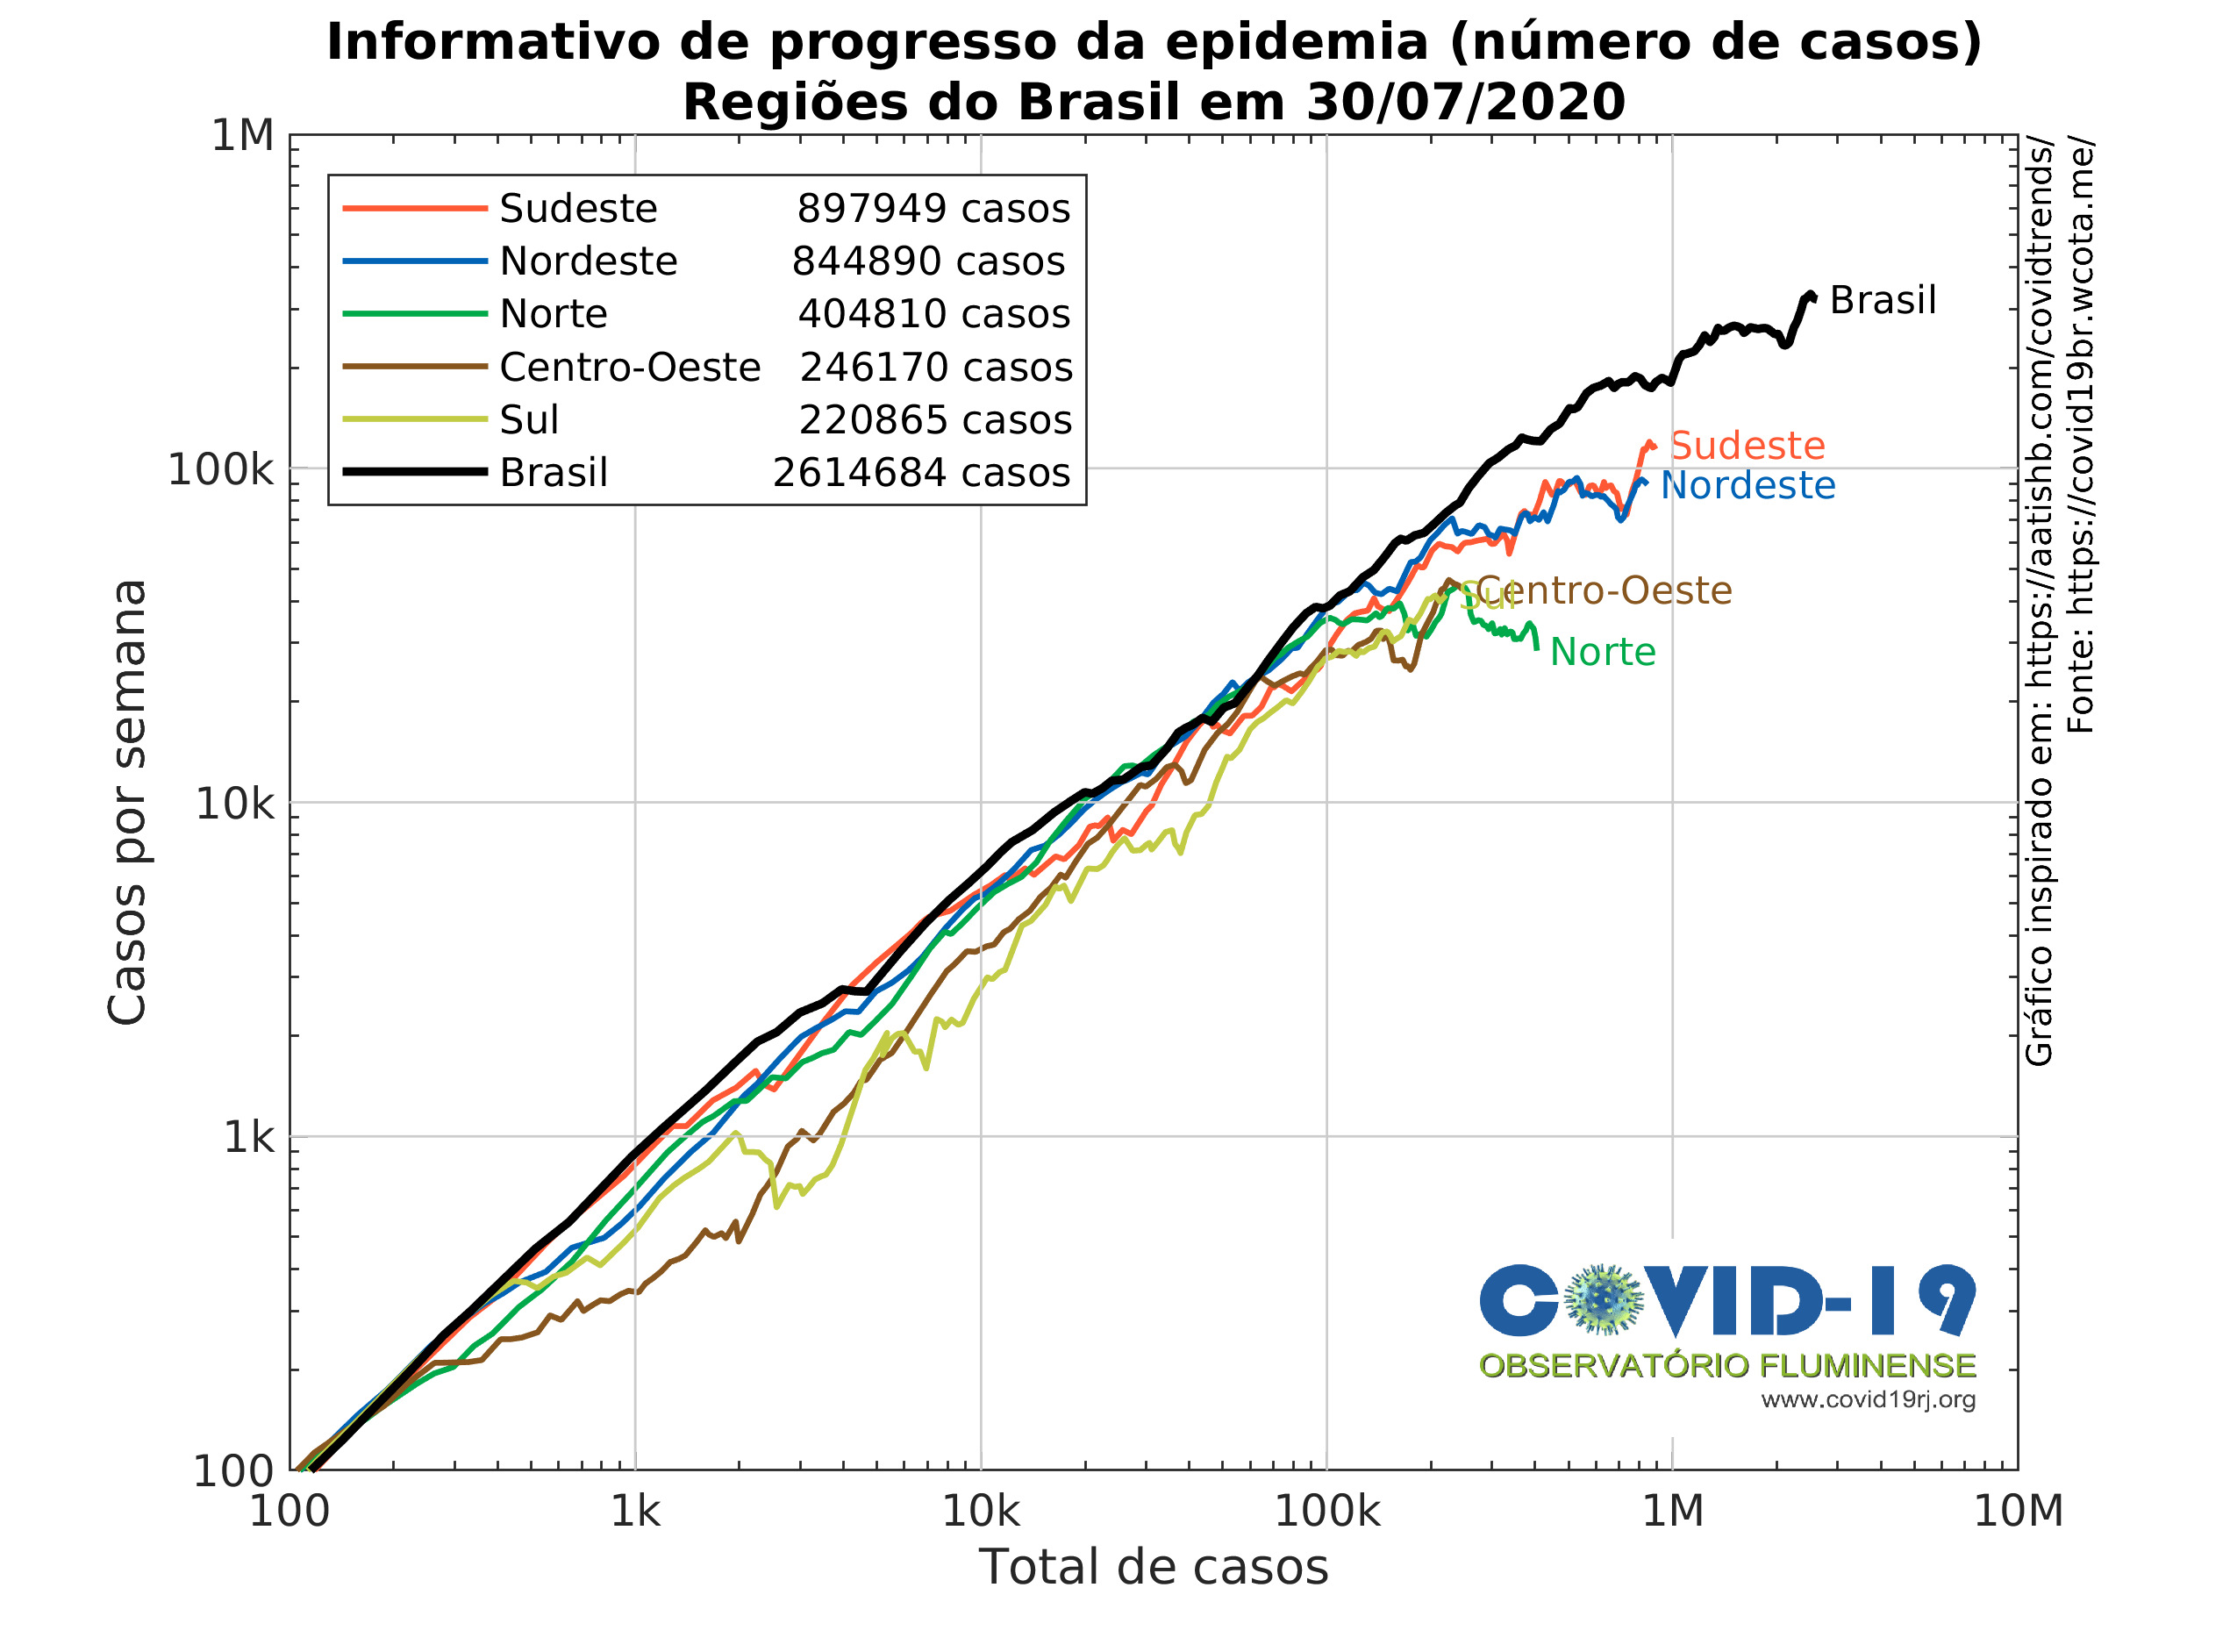 Informativo de progresso da epidemia (número de casos)
Regiões do Brasil em 30/07/2020
1M
100k
10k
1k
100
Casos por semana
Sudeste 897949 casos
Nordeste 844890 casos
Norte 404810 casos
Centro-Oeste 246170 casos
Sul 220865 casos
Brasil 2614684 casos
Brasil
Sudeste
Nordeste
Sul
Centro-Oeste
Norte
Gráfico inspirado em: https://aatishb.com/covidtrends/
Fonte: https://covid19br.wcota.me/
COVID-19
OBSERVATÓRIO FLUMINENSE
www.covid19rj.org
100
1k
10k
100k
1M
10M
Total de casos